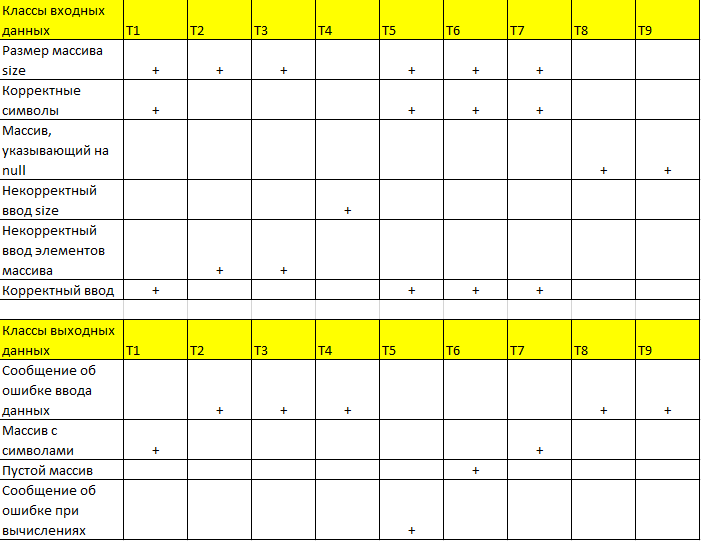 Классы входных
данных T1 T2 T3 T4 T5 T6 T7 T8 T9
Размер массива
size + + + + + +
Корректные
символы + + + +
Массив,
указывающий на
null + +
Некорректный
ввод size +
Некорректный
ввод элементов
массива + +
Корректный ввод + + + +
Классы выходных
данных T1 T2 T3 T4 T5 T6 T7 T8 T9
Сообщение об
ошибке ввода
данных + + + + +
Массив с
символами + +
Пустой массив +
Сообщение об
ошибке при
вычислениях +